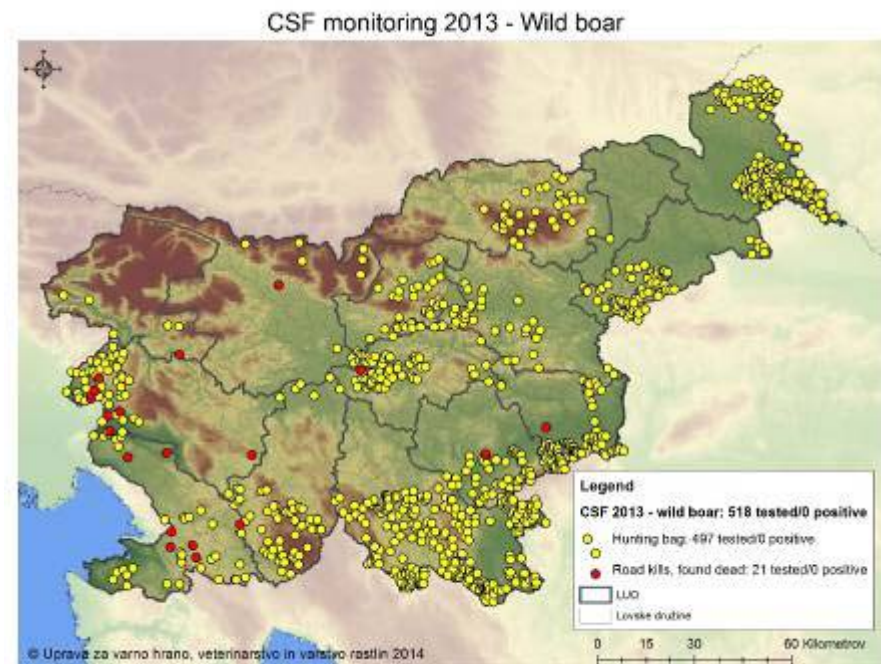 CSF monitoring 2013 - Wild boar
Legend
CSF 2013 - wild boar: 518 tested/0 positive
Hunting bag: 497 tested/0 positive
Road kills, found dead: 21 tested/0 positive
LUO
Lovske družine
© Uprava za varno hrano, veterinarstvo in varstvo rastlin 2014
0 15 30 60 Kilometrov